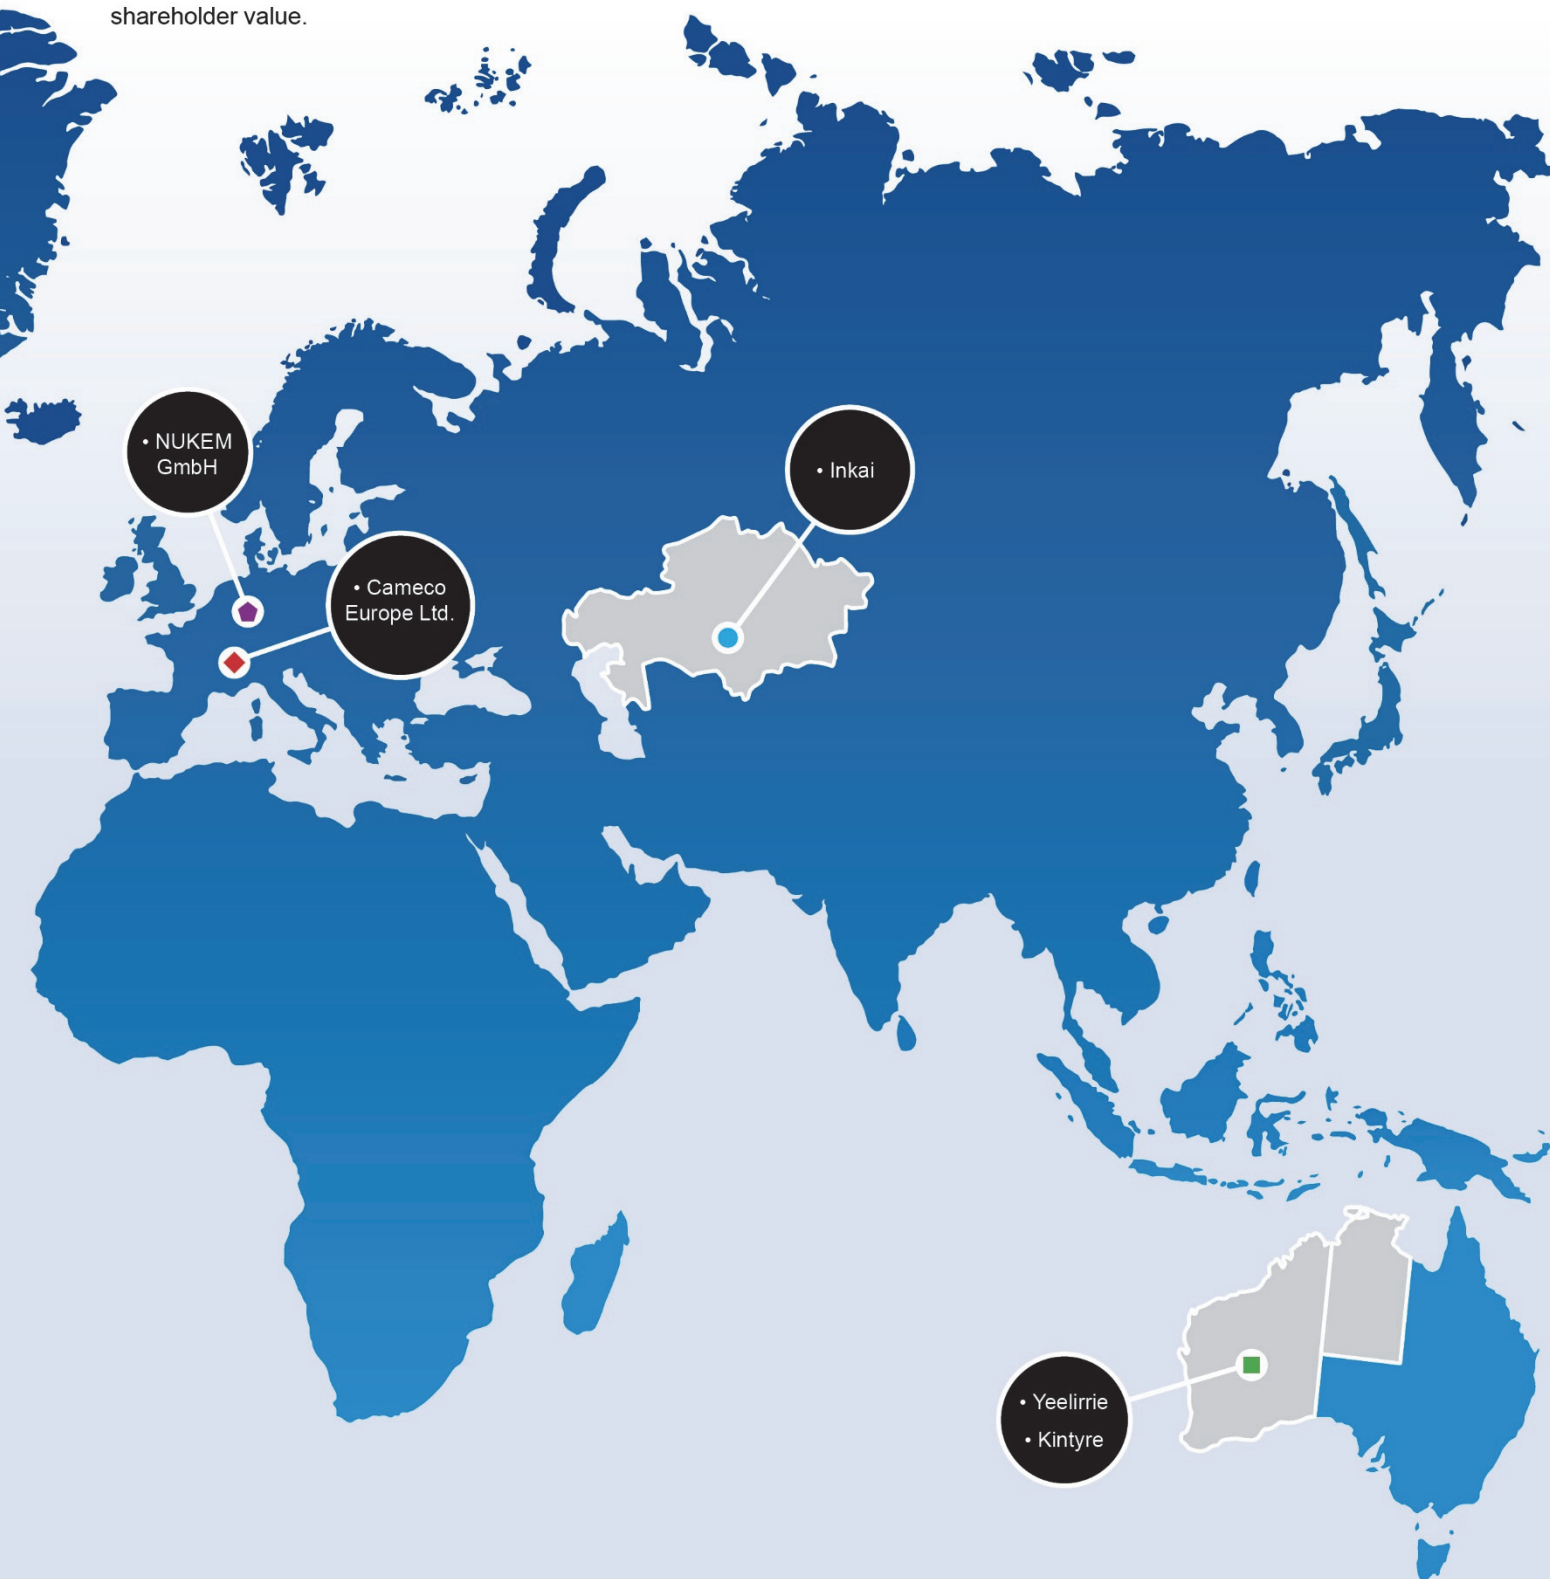 shareholder value.
• NUKEM
GmbH
• Inkai
• Cameco
Europe Ltd.
• Yeelirrie
• Kintyre